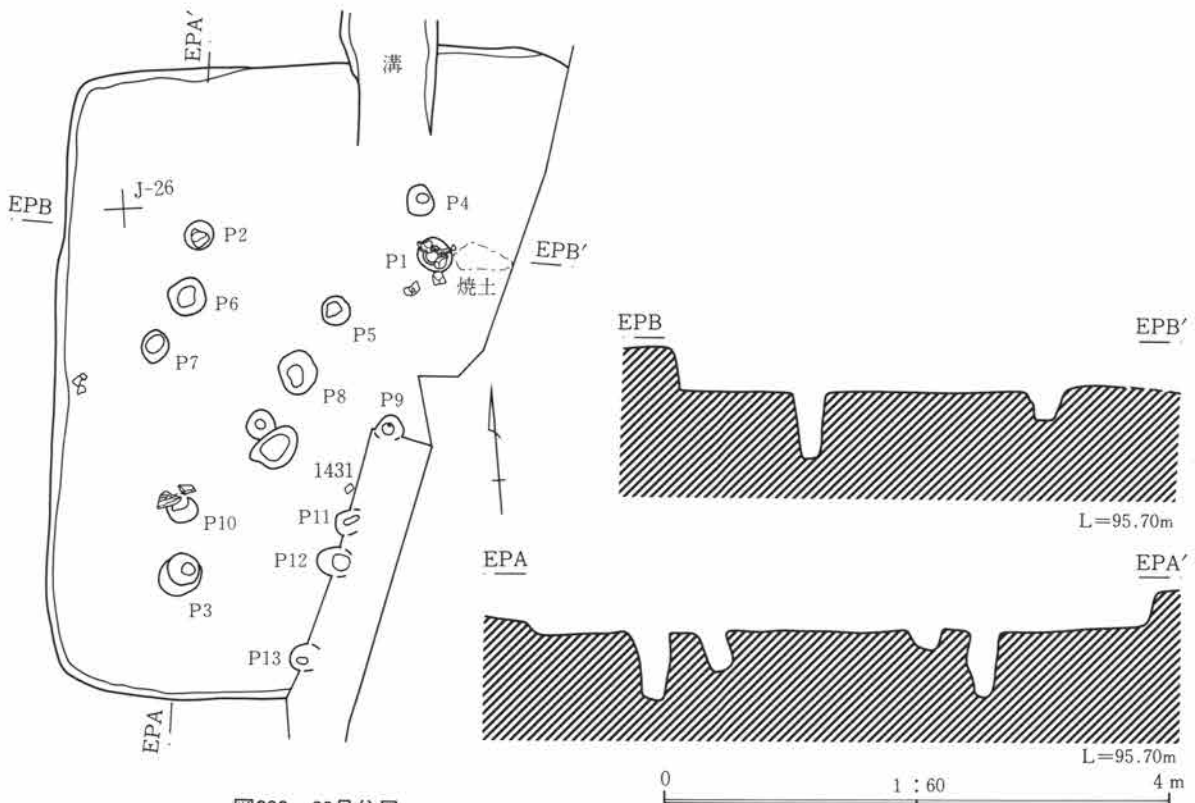 EPA′
溝
J-26
EPB
P4
P2
P1
EPB′
焼土
P6
P5
P7
P8
P9
1431
P10
P11
P12
P3
P13
EPA
EPB
EPB′
L=95.70m
EPA
EPA′
L=95.70m
0
1：60
4 m